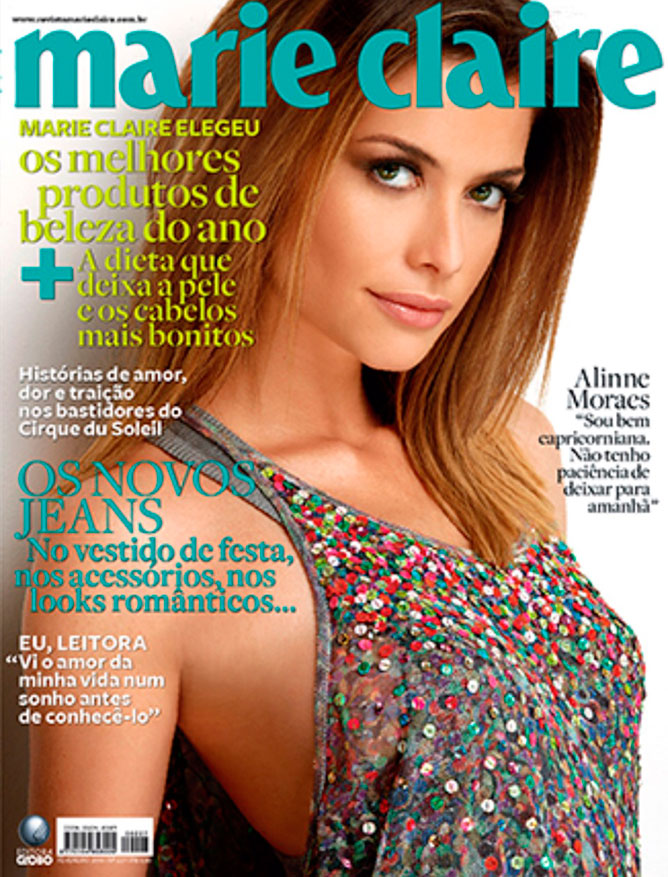 www.revistamarieclaire.com.br
marie claire
MARIE CLAIRE ELEGEU
os melhores
produtos de
beleza do ano
+ A dieta que
deixa a pele
e os cabelos
mais bonitos
Histórias de amor,
dor e traição
nos bastidores do
Cirque du Soleil
OS NOVOS
JEANS
No vestido de festa,
nos acessórios, nos
looks românticos...
EU, LEITORA
“Vi o amor da
minha vida num
sonho antes
de conhecê-lo”
Alinne
Moraes
“Sou bem
capricorniana.
Não tenho
paciência de
deixar para
amanhã”
EDITORA
GLOBO